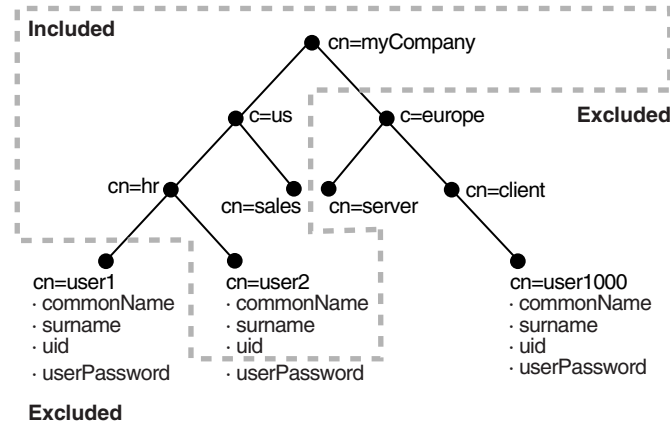 Included
cn=myCompany
c=us
c=europe
Excluded
cn=hr
cn=sales
cn=server
cn=client
cn=user1
· commonName
· surname
· uid
· userPassword
cn=user2
· commonName
· surname
· uid
· userPassword
cn=user1000
· commonName
· surname
· uid
· userPassword
Excluded